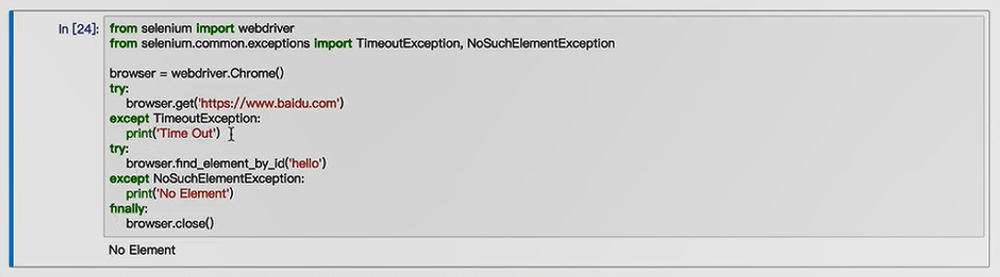 In [24]:
from selenium import webdriver
from selenium.common.exceptions import TimeoutException, NoSuchElementException
browser = webdriver.Chrome()
try:
browser.get('https://www.baidu.com')
except TimeoutException:
print('Time Out')
try:
browser.find_element_by_id('hello')
except NoSuchElementException:
print('No Element')
finally:
browser.close()
No Element